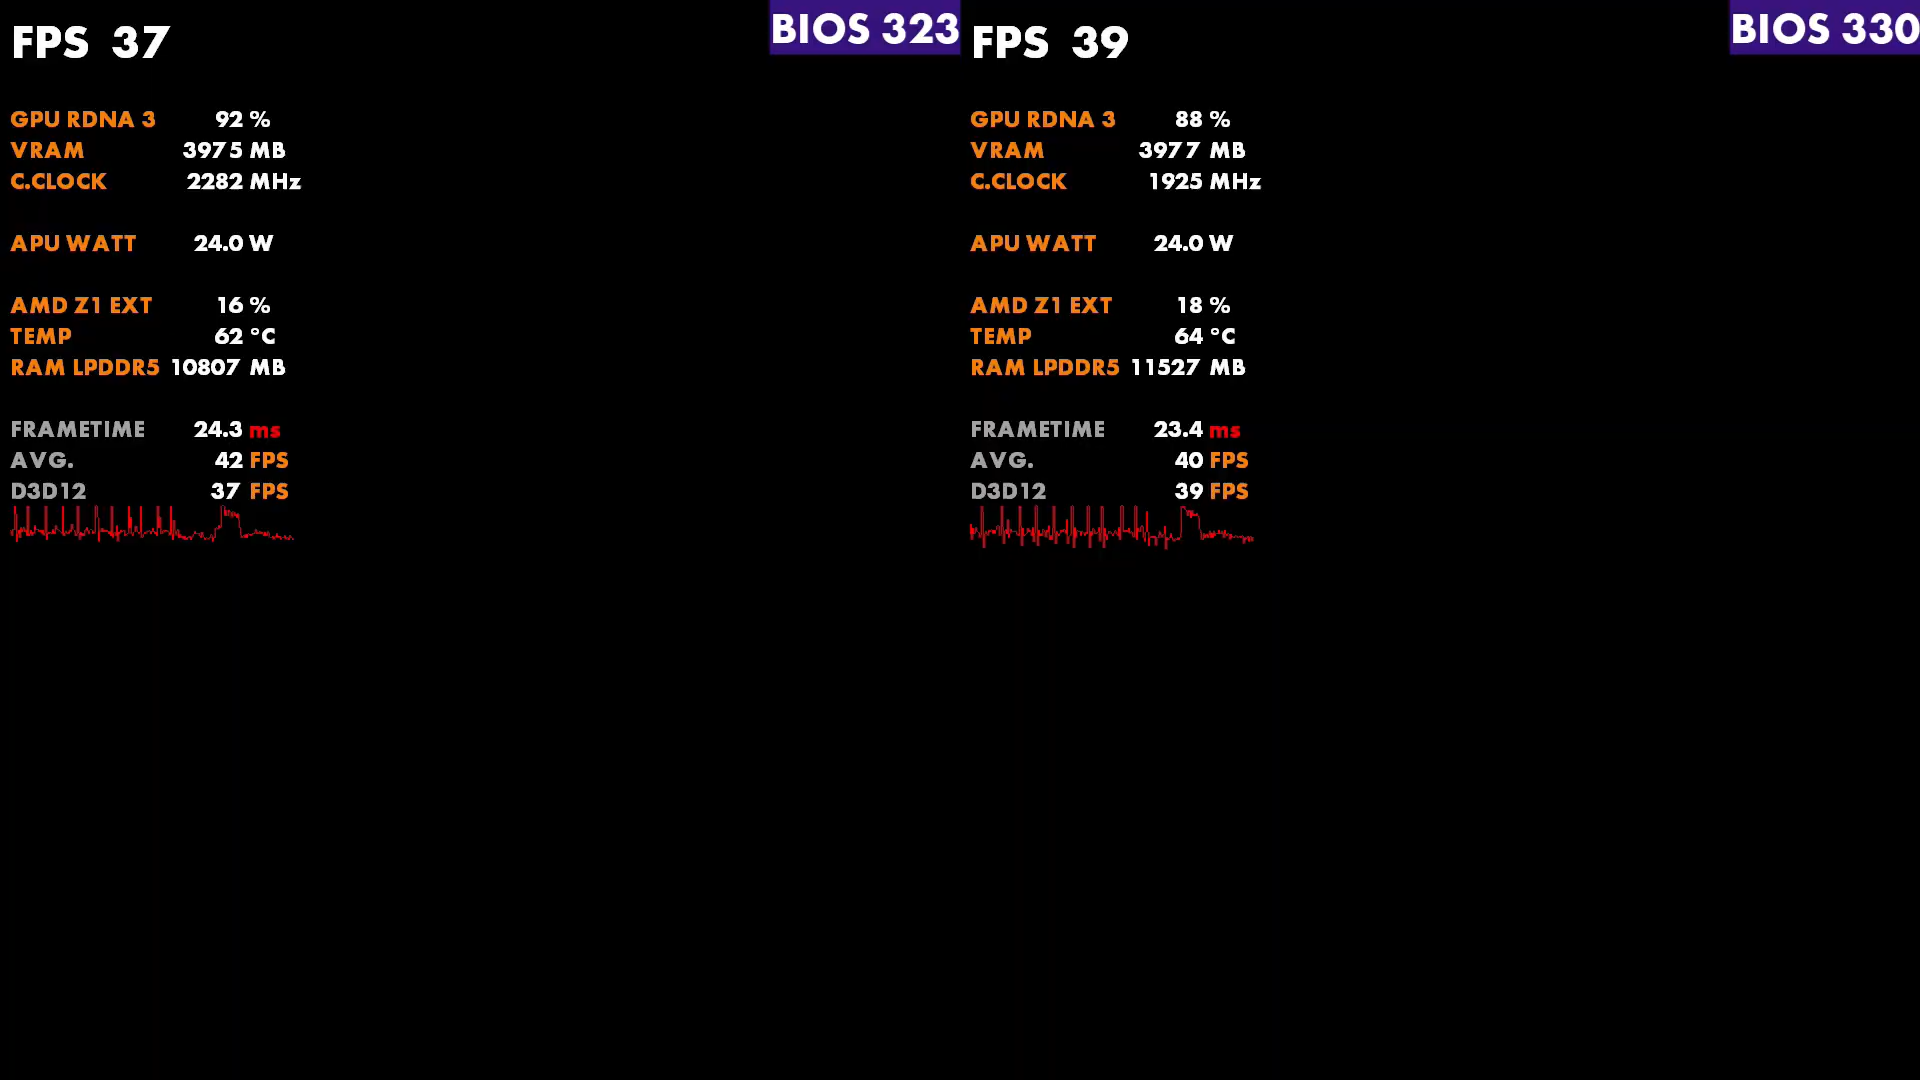 FPS 37
BIOS 323
GPU RDNA 3 92 %
VRAM 3975 MB
C.CLOCK 2282 MHz
APU WATT 24.0 W
AMD Z1 EXT 16 %
TEMP 62 °C
RAM LPDDR5 10807 MB
FRAMETIME 24.3 ms
AVG. 42 FPS
D3D12 37 FPS
FPS 39
BIOS 330
GPU RDNA 3 88 %
VRAM 3977 MB
C.CLOCK 1925 MHz
APU WATT 24.0 W
AMD Z1 EXT 18 %
TEMP 64 °C
RAM LPDDR5 11527 MB
FRAMETIME 23.4 ms
AVG. 40 FPS
D3D12 39 FPS